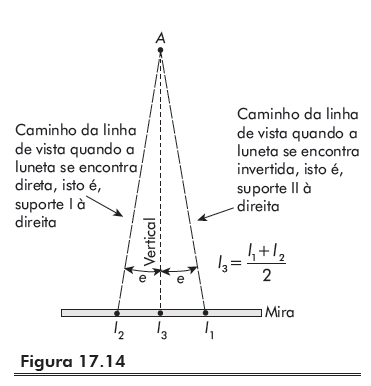 A
Caminho da linha
de vista quando a
luneta se encontra
direta, isto é,
suporte I à
direita
Caminho da linha
de vista quando a
luneta se encontra
invertida, isto é,
suporte II à
direita
Vertical
e
e
l₃ = (l₁ + l₂) / 2
Mira
l₂
l₃
l₁
Figura 17.14